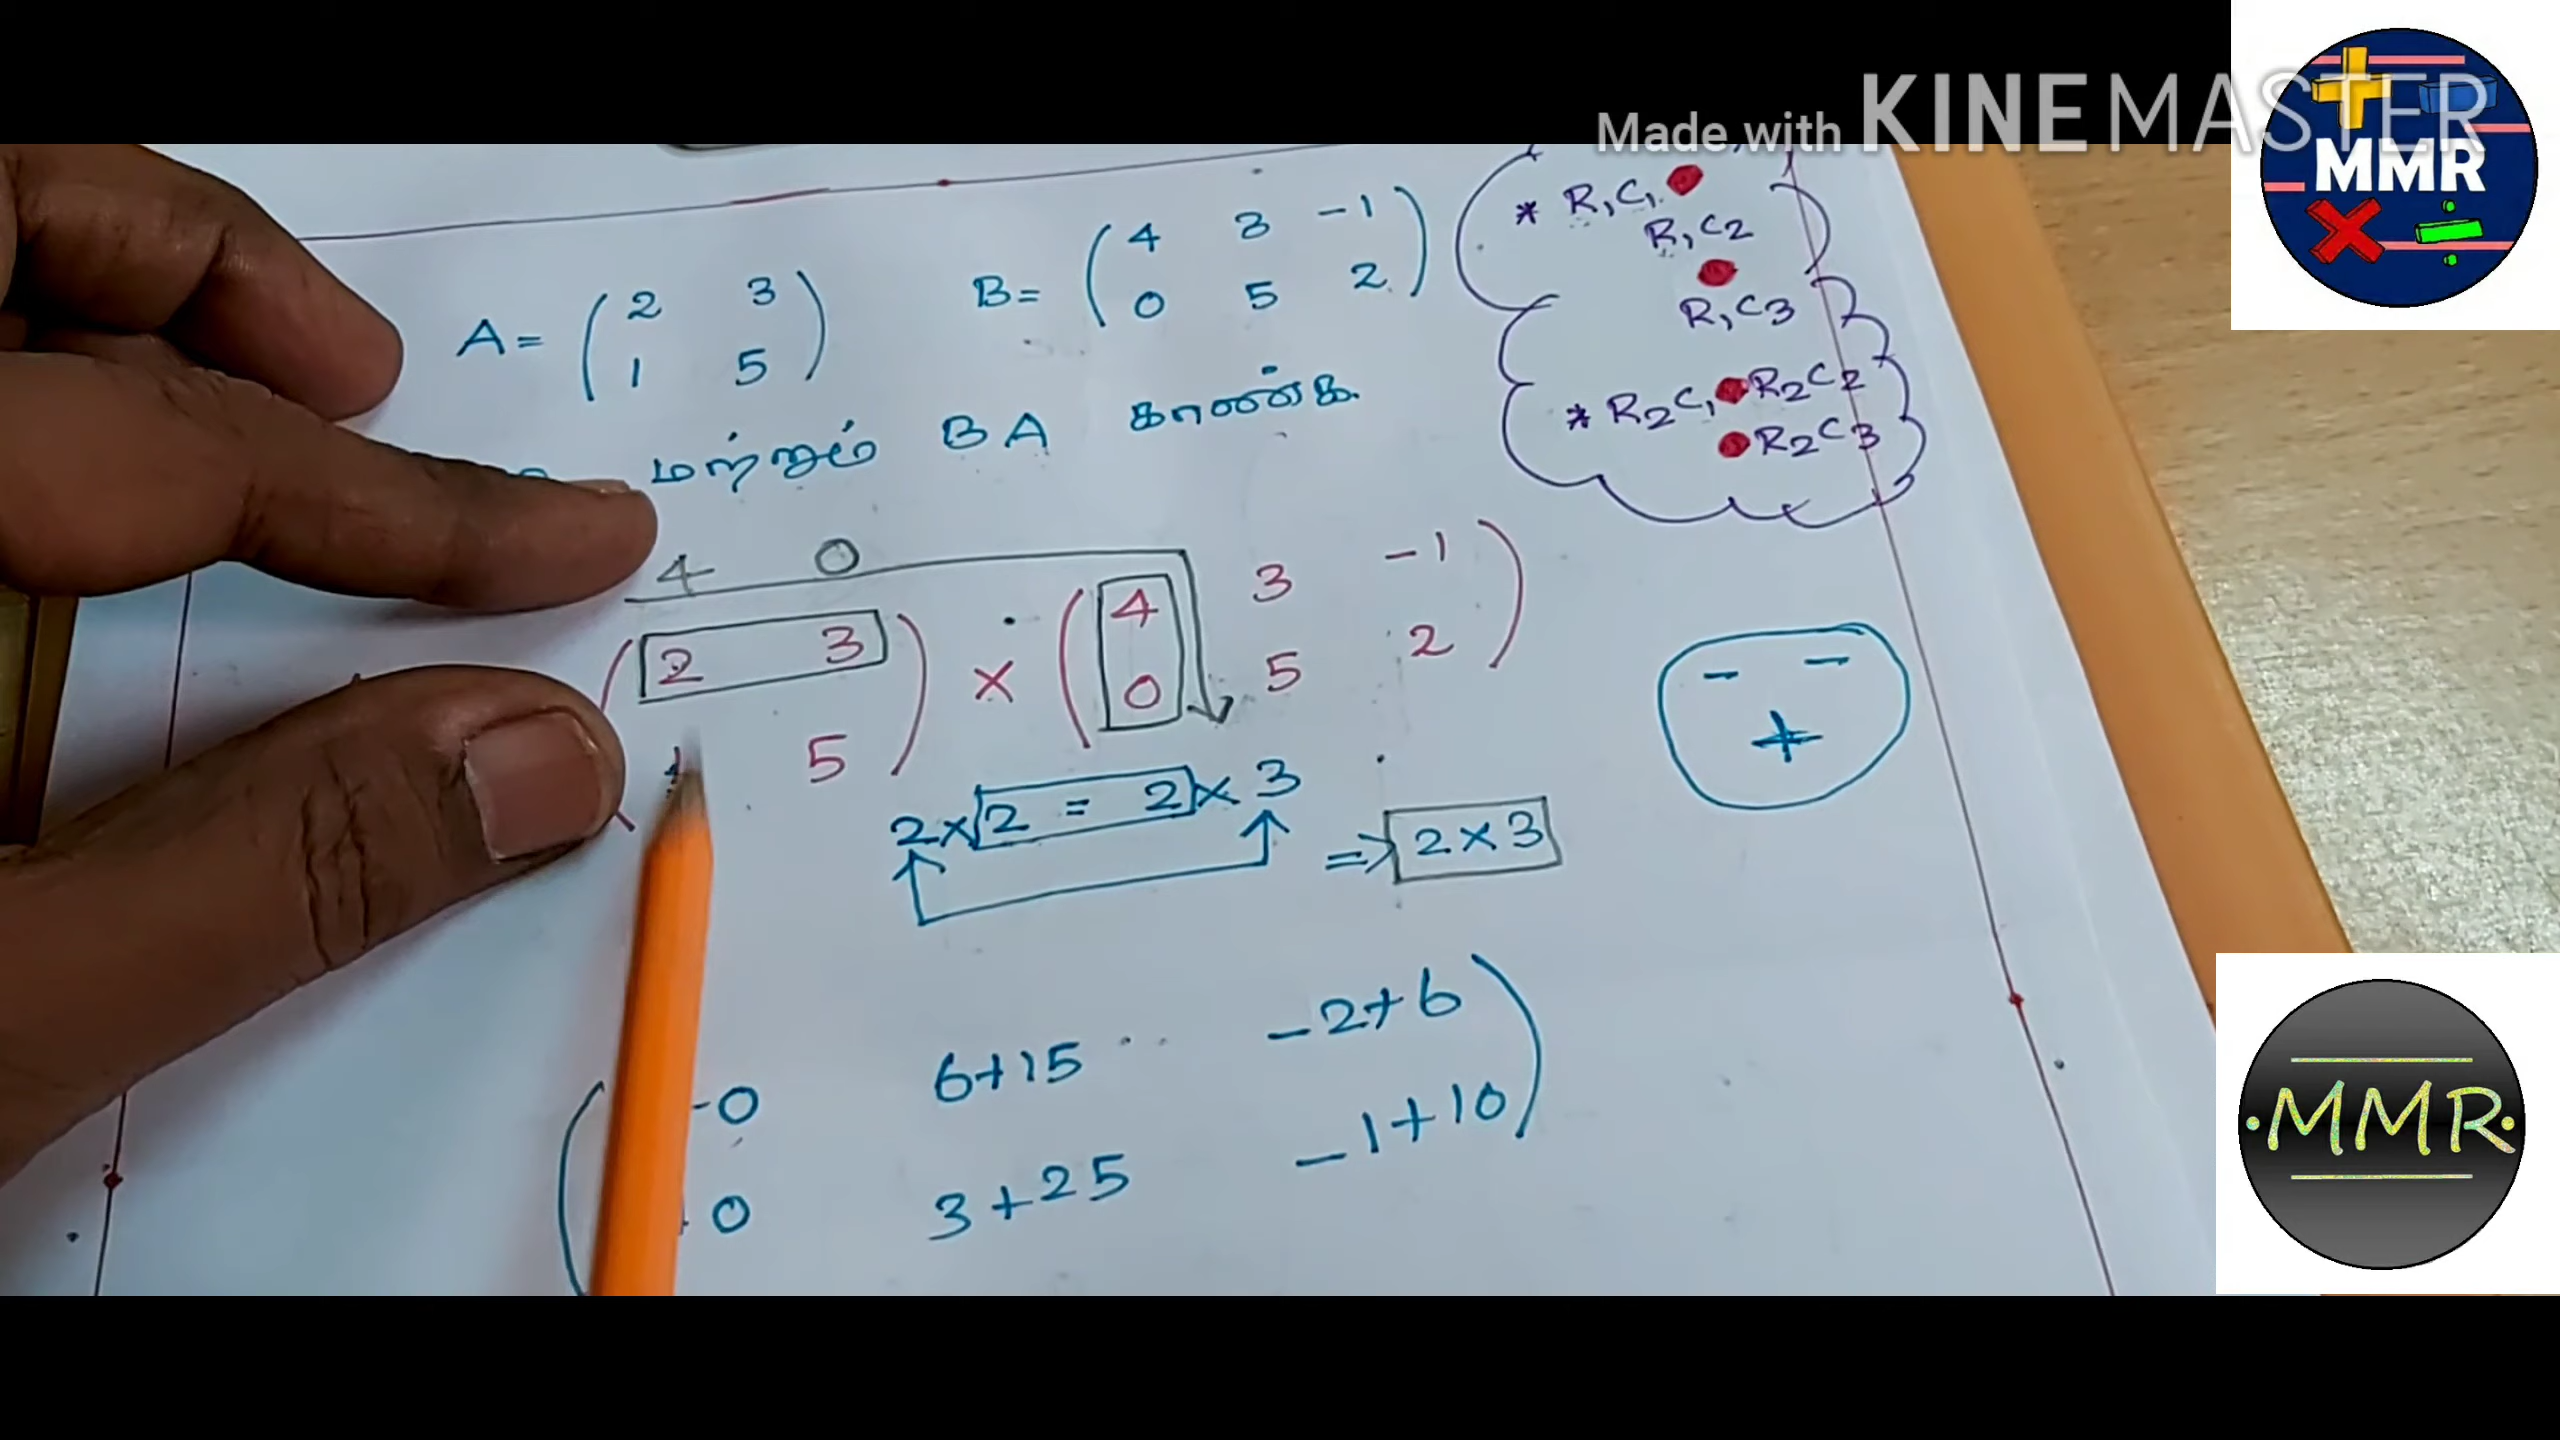 Made with KINEMASTER
MMR
* R1C1
R1C2
R1C3
* R2C1 R2C2
R2C3
A = ( 2 3
1 5 )
B = ( 4 3 -1
0 5 2 )
மற்றும் BA காண்க.
4 0
( 2 3 ) × ( 4 3 -1 )
5 0 5 2
2×2 = 2×3
=> 2×3
- -
+
0 6+15 -2+6
0 3+25 -1+10
MMR